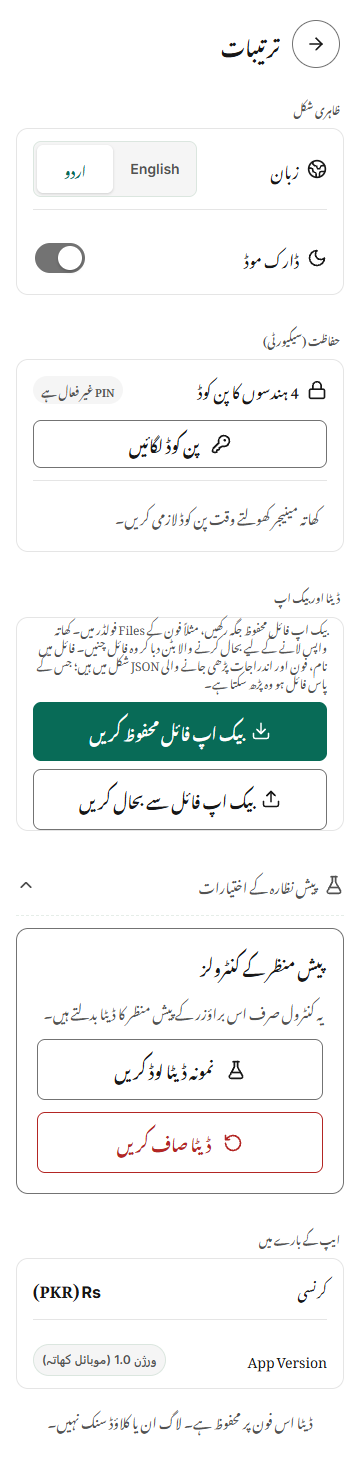 ترتیبات
ظاہری شکل
زبان
English
اردو
ڈارک موڈ
حفاظت (سیکیورٹی)
4 ہندسوں کا پن کوڈ
PIN غیر فعال ہے
پن کوڈ لگائیں
کھاتہ مینیجر کھولتے وقت پن کوڈ لازمی کریں۔
ڈیٹا اور بیک اپ
بیک اپ فائل محفوظ جگہ رکھیں، مثلاً فون کے Files فولڈر میں۔ کھاتہ
واپس لانے کے لیے بحال کرنے والا بٹن دبا کر وہ فائل چنیں۔ فائل میں
نام، فون اور اندراجات پڑھی جانے والی JSON شکل میں ہیں؛ جس کے
پاس فائل ہو وہ پڑھ سکتا ہے۔
بیک اپ فائل محفوظ کریں
بیک اپ فائل سے بحال کریں
پیش نظارہ کے اختیارات
پیش منظر کے کنٹرولز
یہ کنٹرول صرف اس براؤزر کے پیش منظر کا ڈیٹا بدلتے ہیں۔
نمونہ ڈیٹا لوڈ کریں
ڈیٹا صاف کریں
ایپ کے بارے میں
کرنسی
Rs (PKR)
App Version
ورژن 1.0 (موبائل کھاتہ)
ڈیٹا اس فون پر محفوظ ہے۔ لاگ ان یا کلاؤڈ سنک نہیں۔